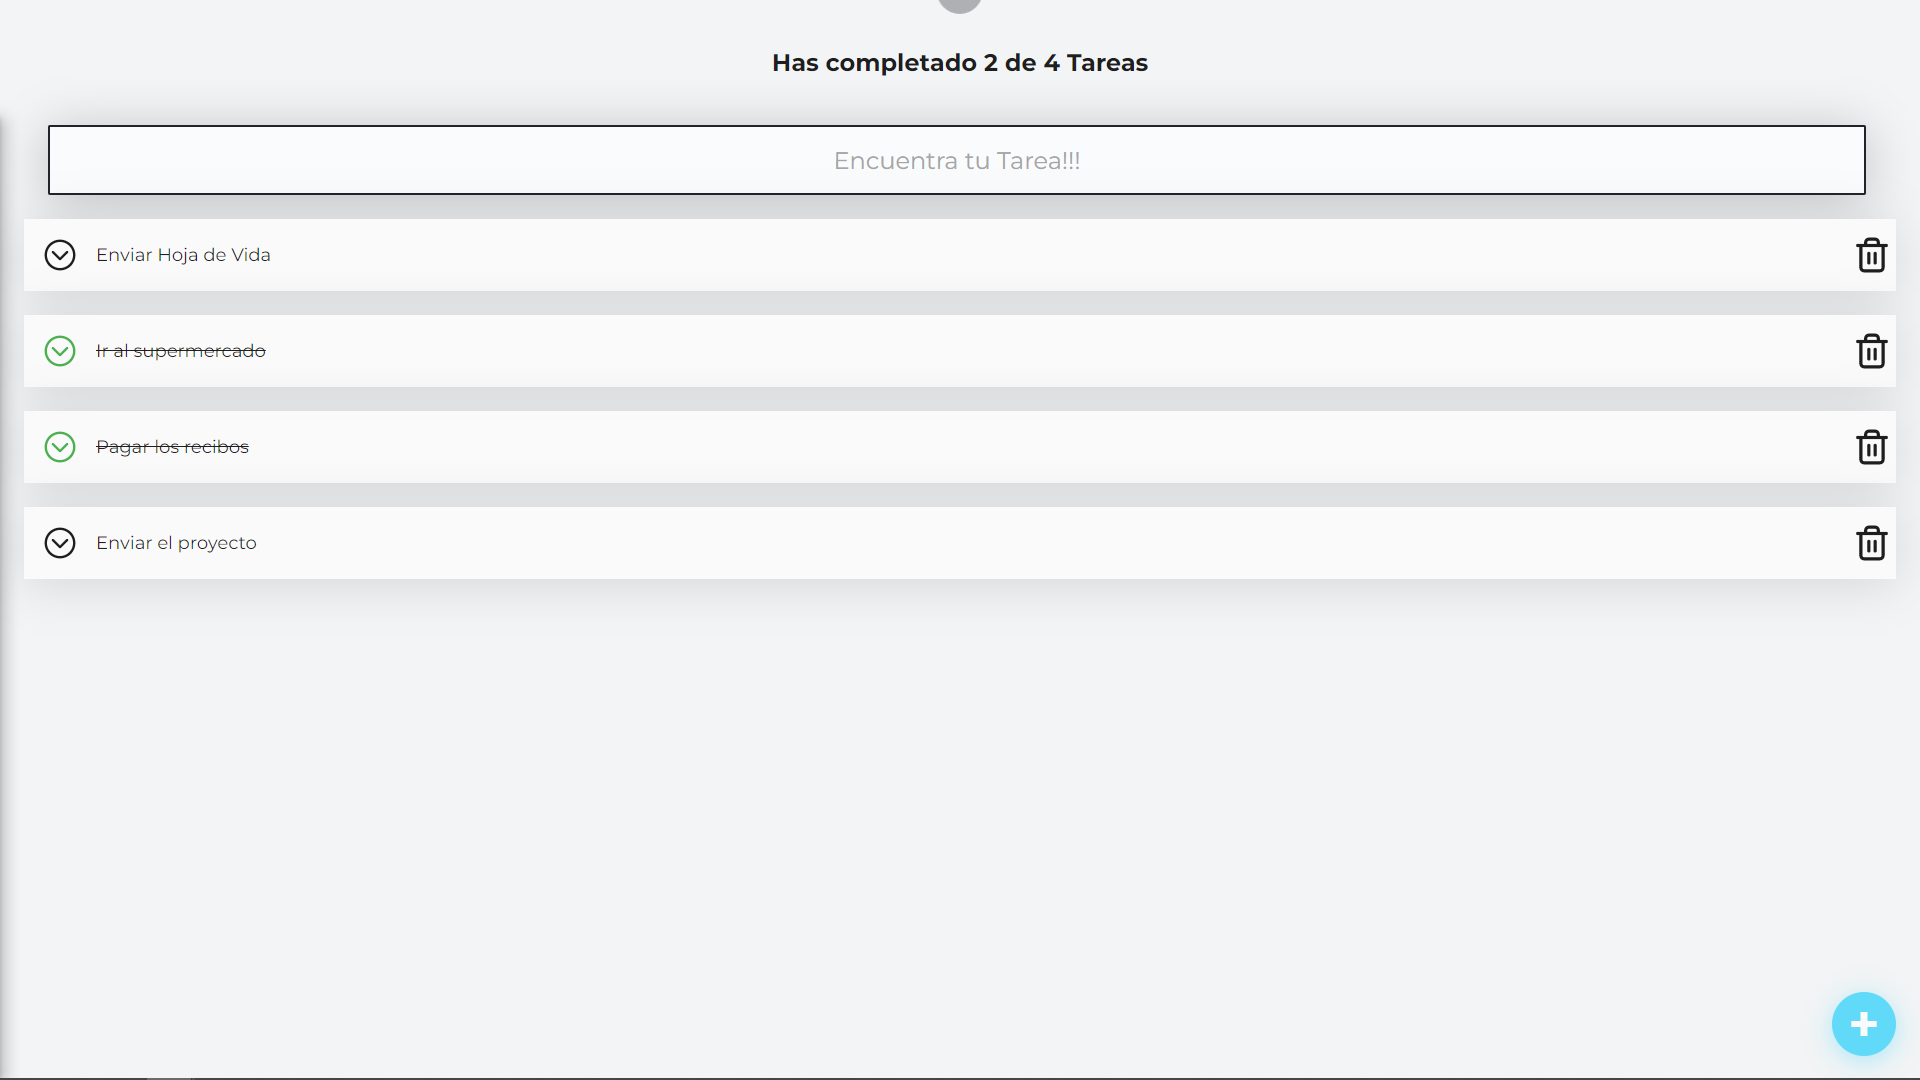 Has completado 2 de 4 Tareas
Encuentra tu Tarea!!!
Enviar Hoja de Vida
Ir al supermercado
Pagar los recibos
Enviar el proyecto